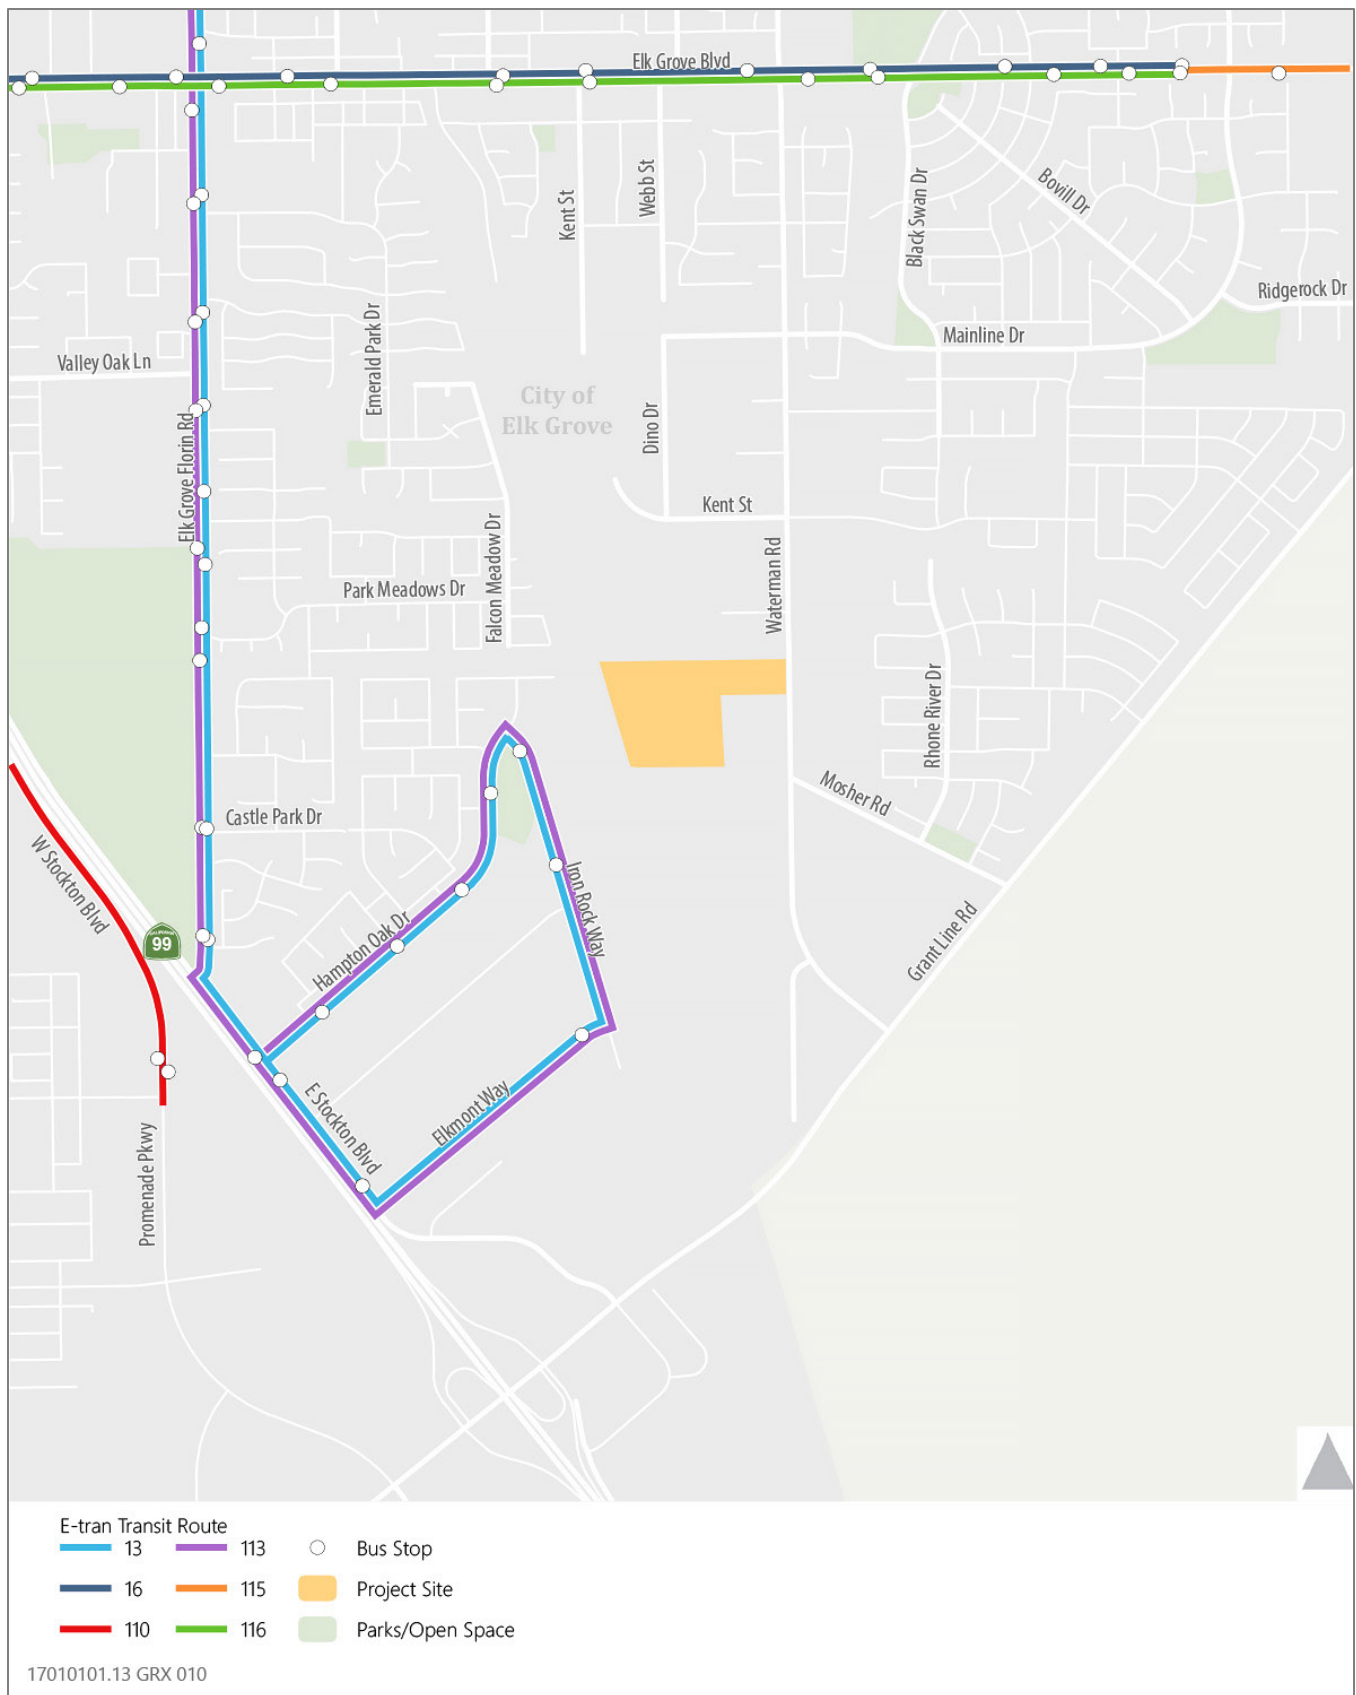 Elk Grove Blvd
Kent St
Webb St
Black Swan Dr
Bovill Dr
Ridgerock Dr
Mainline Dr
Valley Oak Ln
Emerald Park Dr
City of
Elk Grove
Dino Dr
Elk Grove Florin Rd
Kent St
Falcon Meadow Dr
Waterman Rd
Park Meadows Dr
Rhone River Dr
Mosher Rd
Castle Park Dr
W Stockton Blvd
CALIFORNIA
99
Hampton Oak Dr
Iron Rock Way
Grant Line Rd
E Stockton Blvd
Elkmont Way
Promenade Pkwy
E-tran Transit Route
13 113 Bus Stop
16 115 Project Site
110 116 Parks/Open Space
17010101.13 GRX 010